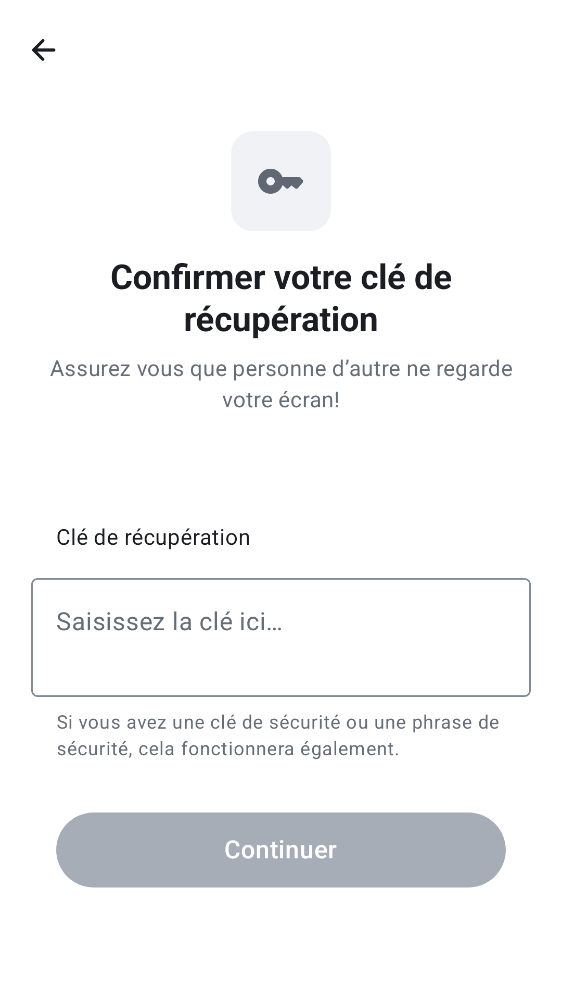 Confirmer votre clé de
récupération
Assurez vous que personne d’autre ne regarde
votre écran!
Clé de récupération
Saisissez la clé ici…
Si vous avez une clé de sécurité ou une phrase de
sécurité, cela fonctionnera également.
Continuer